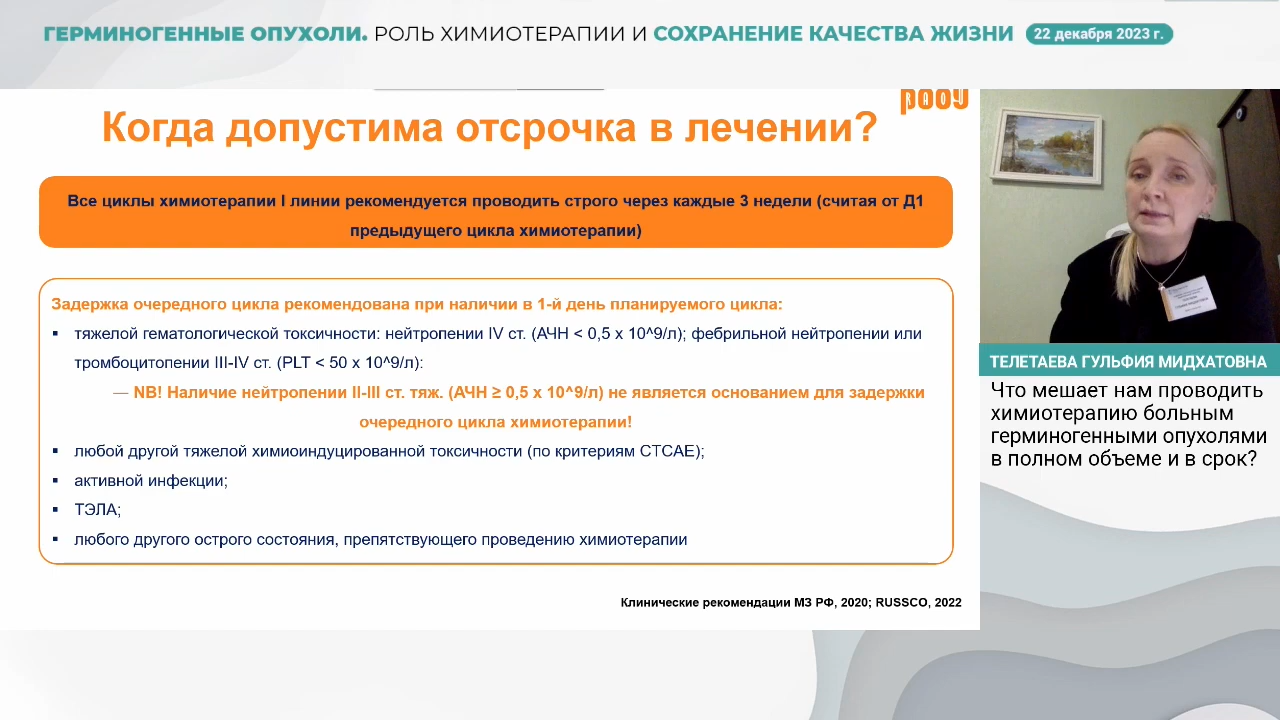 ГЕРМИНОГЕННЫЕ ОПУХОЛИ. РОЛЬ ХИМИОТЕРАПИИ И СОХРАНЕНИЕ КАЧЕСТВА ЖИЗНИ 22 декабря 2023 г.
Когда допустима отсрочка в лечении?
Все циклы химиотерапии I линии рекомендуется проводить строго через каждые 3 недели (считая от Д1
предыдущего цикла химиотерапии)
Задержка очередного цикла рекомендована при наличии в 1-й день планируемого цикла:
▪ тяжелой гематологической токсичности: нейтропении IV ст. (АЧН < 0,5 x 10^9/л); фебрильной нейтропении или
тромбоцитопении III-IV ст. (PLT < 50 x 10^9/л):
— NB! Наличие нейтропении II-III ст. тяж. (АЧН ≥ 0,5 x 10^9/л) не является основанием для задержки
очередного цикла химиотерапии!
▪ любой другой тяжелой химиоиндуцированной токсичности (по критериям CTCAE);
▪ активной инфекции;
▪ ТЭЛА;
▪ любого другого острого состояния, препятствующего проведению химиотерапии
Клинические рекомендации МЗ РФ, 2020; RUSSCO, 2022
ТЕЛЕТАЕВА ГУЛЬФИЯ МИДХАТОВНА
Что мешает нам проводить
химиотерапию больным
герминогенными опухолями
в полном объеме и в срок?